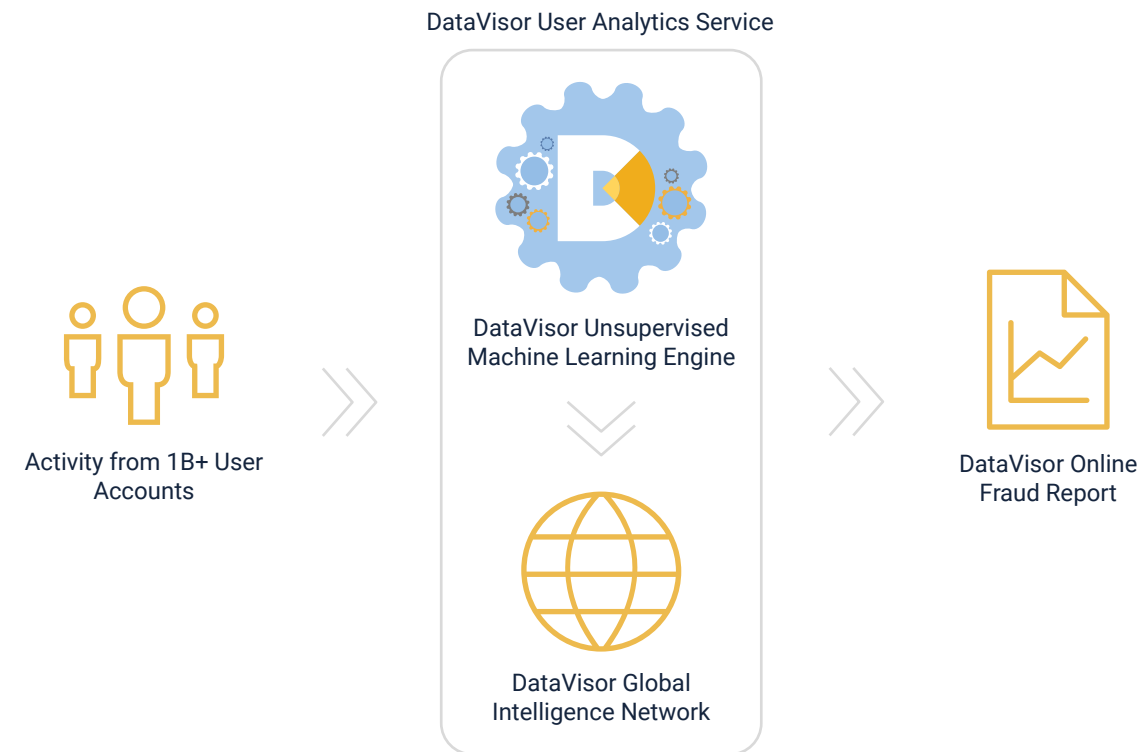 DataVisor User Analytics Service
DataVisor Unsupervised
Machine Learning Engine
Activity from 1B+ User
Accounts
DataVisor Online
Fraud Report
DataVisor Global
Intelligence Network